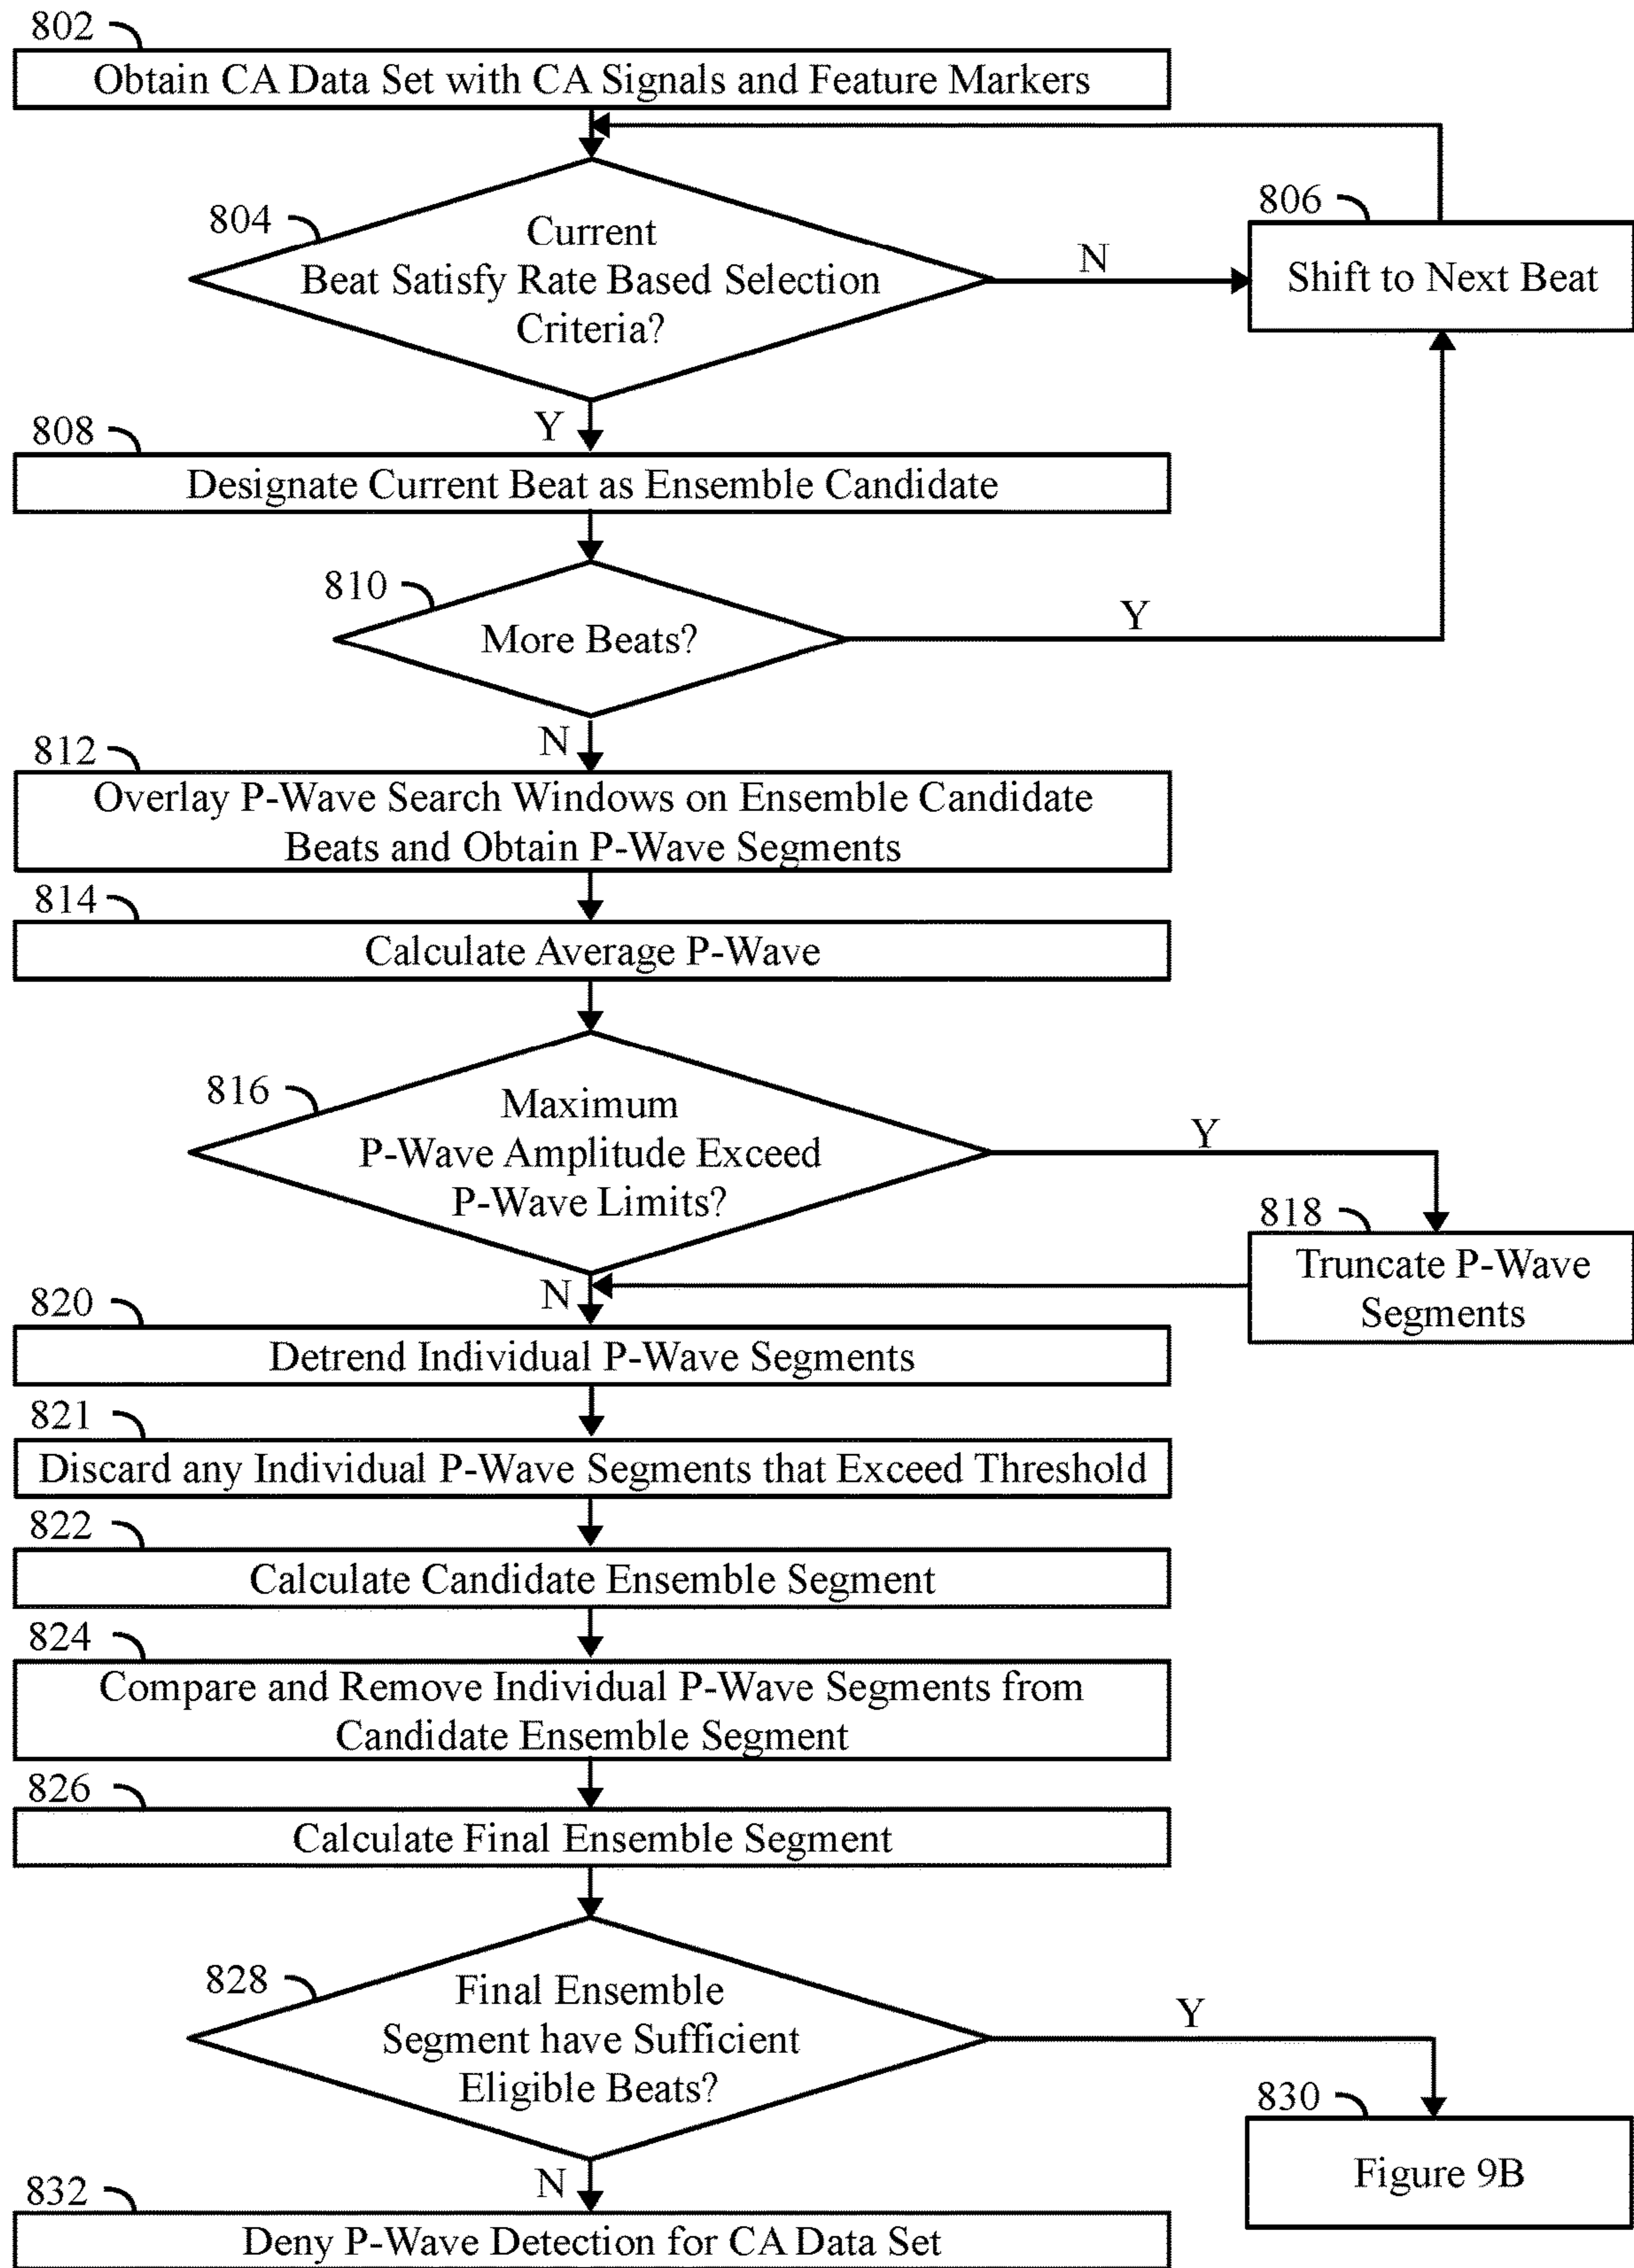 802
Obtain CA Data Set with CA Signals and Feature Markers
804
Current
Beat Satisfy Rate Based Selection
Criteria?
N
806
Shift to Next Beat
Y
808
Designate Current Beat as Ensemble Candidate
810
More Beats?
Y
N
812
Overlay P-Wave Search Windows on Ensemble Candidate
Beats and Obtain P-Wave Segments
814
Calculate Average P-Wave
816
Maximum
P-Wave Amplitude Exceed
P-Wave Limits?
Y
818
Truncate P-Wave
Segments
N
820
Detrend Individual P-Wave Segments
821
Discard any Individual P-Wave Segments that Exceed Threshold
822
Calculate Candidate Ensemble Segment
824
Compare and Remove Individual P-Wave Segments from
Candidate Ensemble Segment
826
Calculate Final Ensemble Segment
828
Final Ensemble
Segment have Sufficient
Eligible Beats?
Y
830
Figure 9B
N
832
Deny P-Wave Detection for CA Data Set